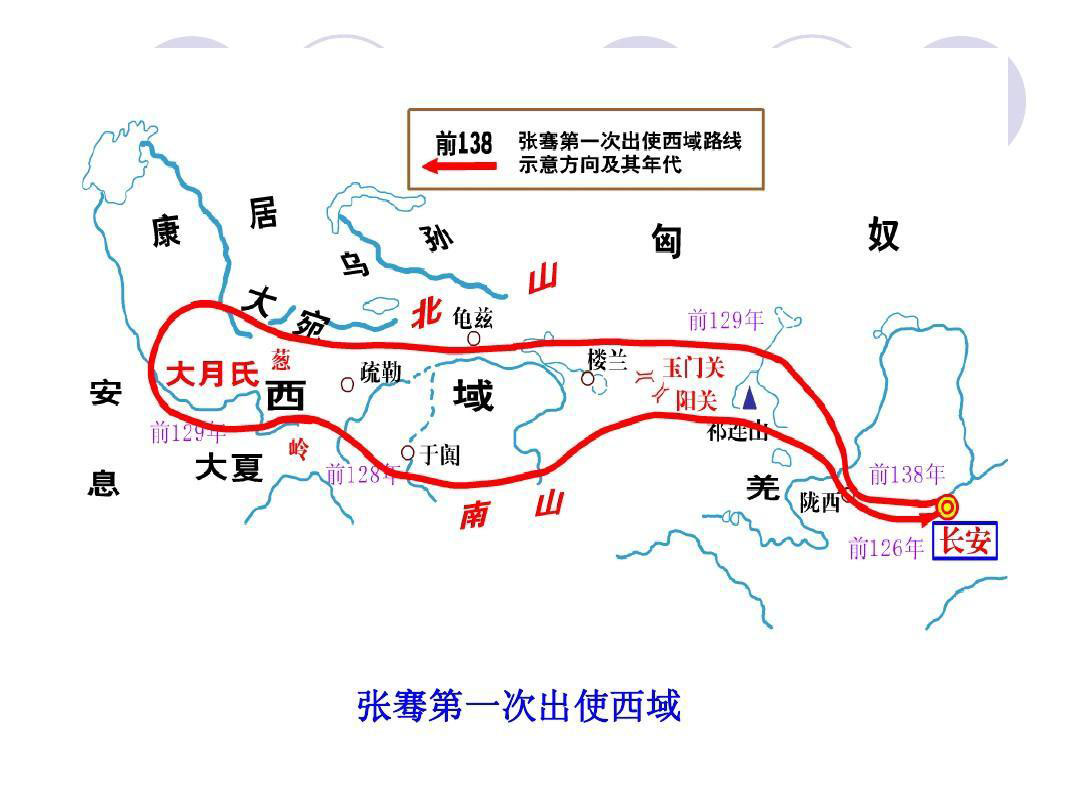 前138 张骞第一次出使西域路线
示意方向及其年代
康居
乌孙
匈奴
大宛
北山
龟兹
前129年
葱岭
大月氏
疏勒
楼兰
玉门关
阳关
西域
安息
祁连山
前129年
大夏
于阗
前128年
南山
羌
陇西
前138年
前126年
长安
张骞第一次出使西域